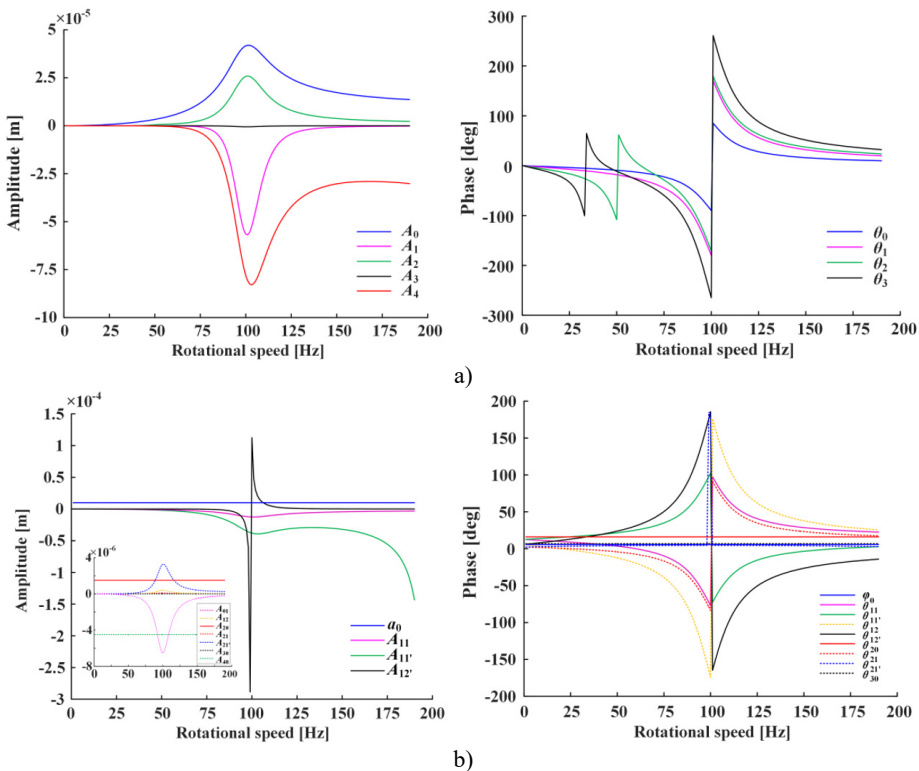 ×10⁻⁵
5
2.5
0
-2.5
-5
-7.5
-10
Amplitude [m]
0 25 50 75 100 125 150 175 200
Rotational speed [Hz]
A₀
A₁
A₂
A₃
A₄
300
200
100
0
-100
-200
-300
Phase [deg]
0 25 50 75 100 125 150 175 200
Rotational speed [Hz]
θ₀
θ₁
θ₂
θ₃
a)
×10⁻⁴
1.5
1
0.5
0
-0.5
-1
-1.5
-2
-2.5
-3
Amplitude [m]
0 25 50 75 100 125 150 175 200
Rotational speed [Hz]
a₀
A₁₁
A₁₁'
A₁₂'
×10⁻⁶
4
0
-4
-8
0 50 100 150 200
A₁₂
A₂₀
A₂₁
A₂₁'
A₃₀
A₄₀
200
150
100
50
0
-50
-100
-150
-200
Phase [deg]
0 25 50 75 100 125 150 175 200
Rotational speed [Hz]
φ₀
θ₁₁
θ₁₁'
θ₁₂
θ₁₂'
θ₂₀
θ₂₁
θ₂₁'
θ₃₀
b)